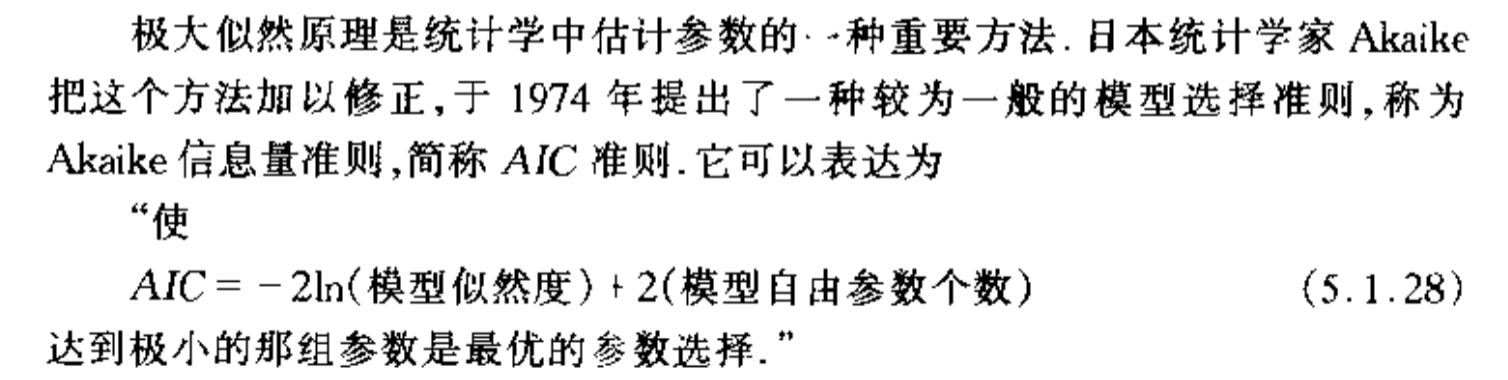 极大似然原理是统计学中估计参数的一种重要方法.日本统计学家 Akaike
把这个方法加以修正,于 1974 年提出了一种较为一般的模型选择准则,称为
Akaike 信息量准则,简称 AIC 准则.它可以表达为
“使
AIC = -2ln(模型似然度) + 2(模型自由参数个数) (5.1.28)
达到极小的那组参数是最优的参数选择.”